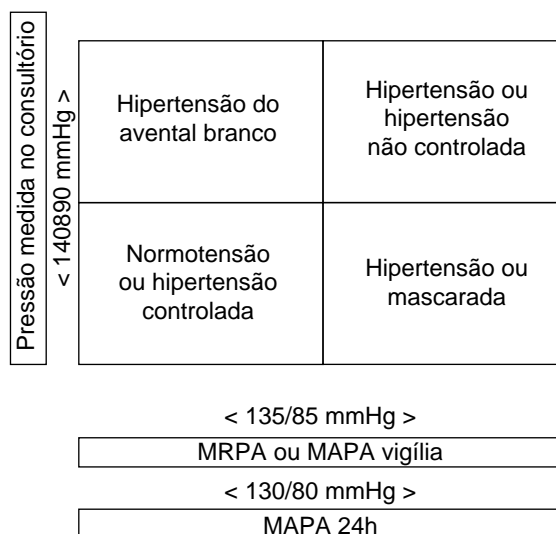 Pressão medida no consultório
< 140890 mmHg >
Hipertensão do
avental branco
Hipertensão ou
hipertensão
não controlada
Normotensão
ou hipertensão
controlada
Hipertensão ou
mascarada
< 135/85 mmHg >
MRPA ou MAPA vigília
< 130/80 mmHg >
MAPA 24h